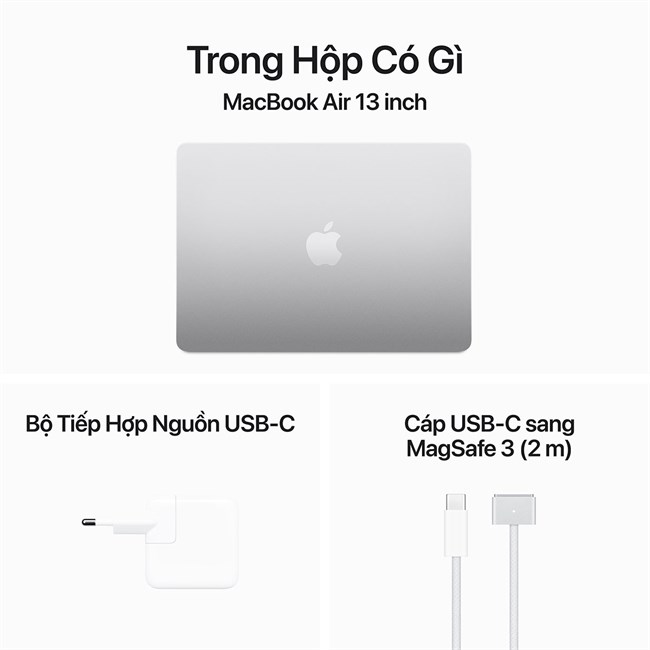 Trong Hộp Có Gì
MacBook Air 13 inch
Bộ Tiếp Hợp Nguồn USB-C
Cáp USB-C sang
MagSafe 3 (2 m)